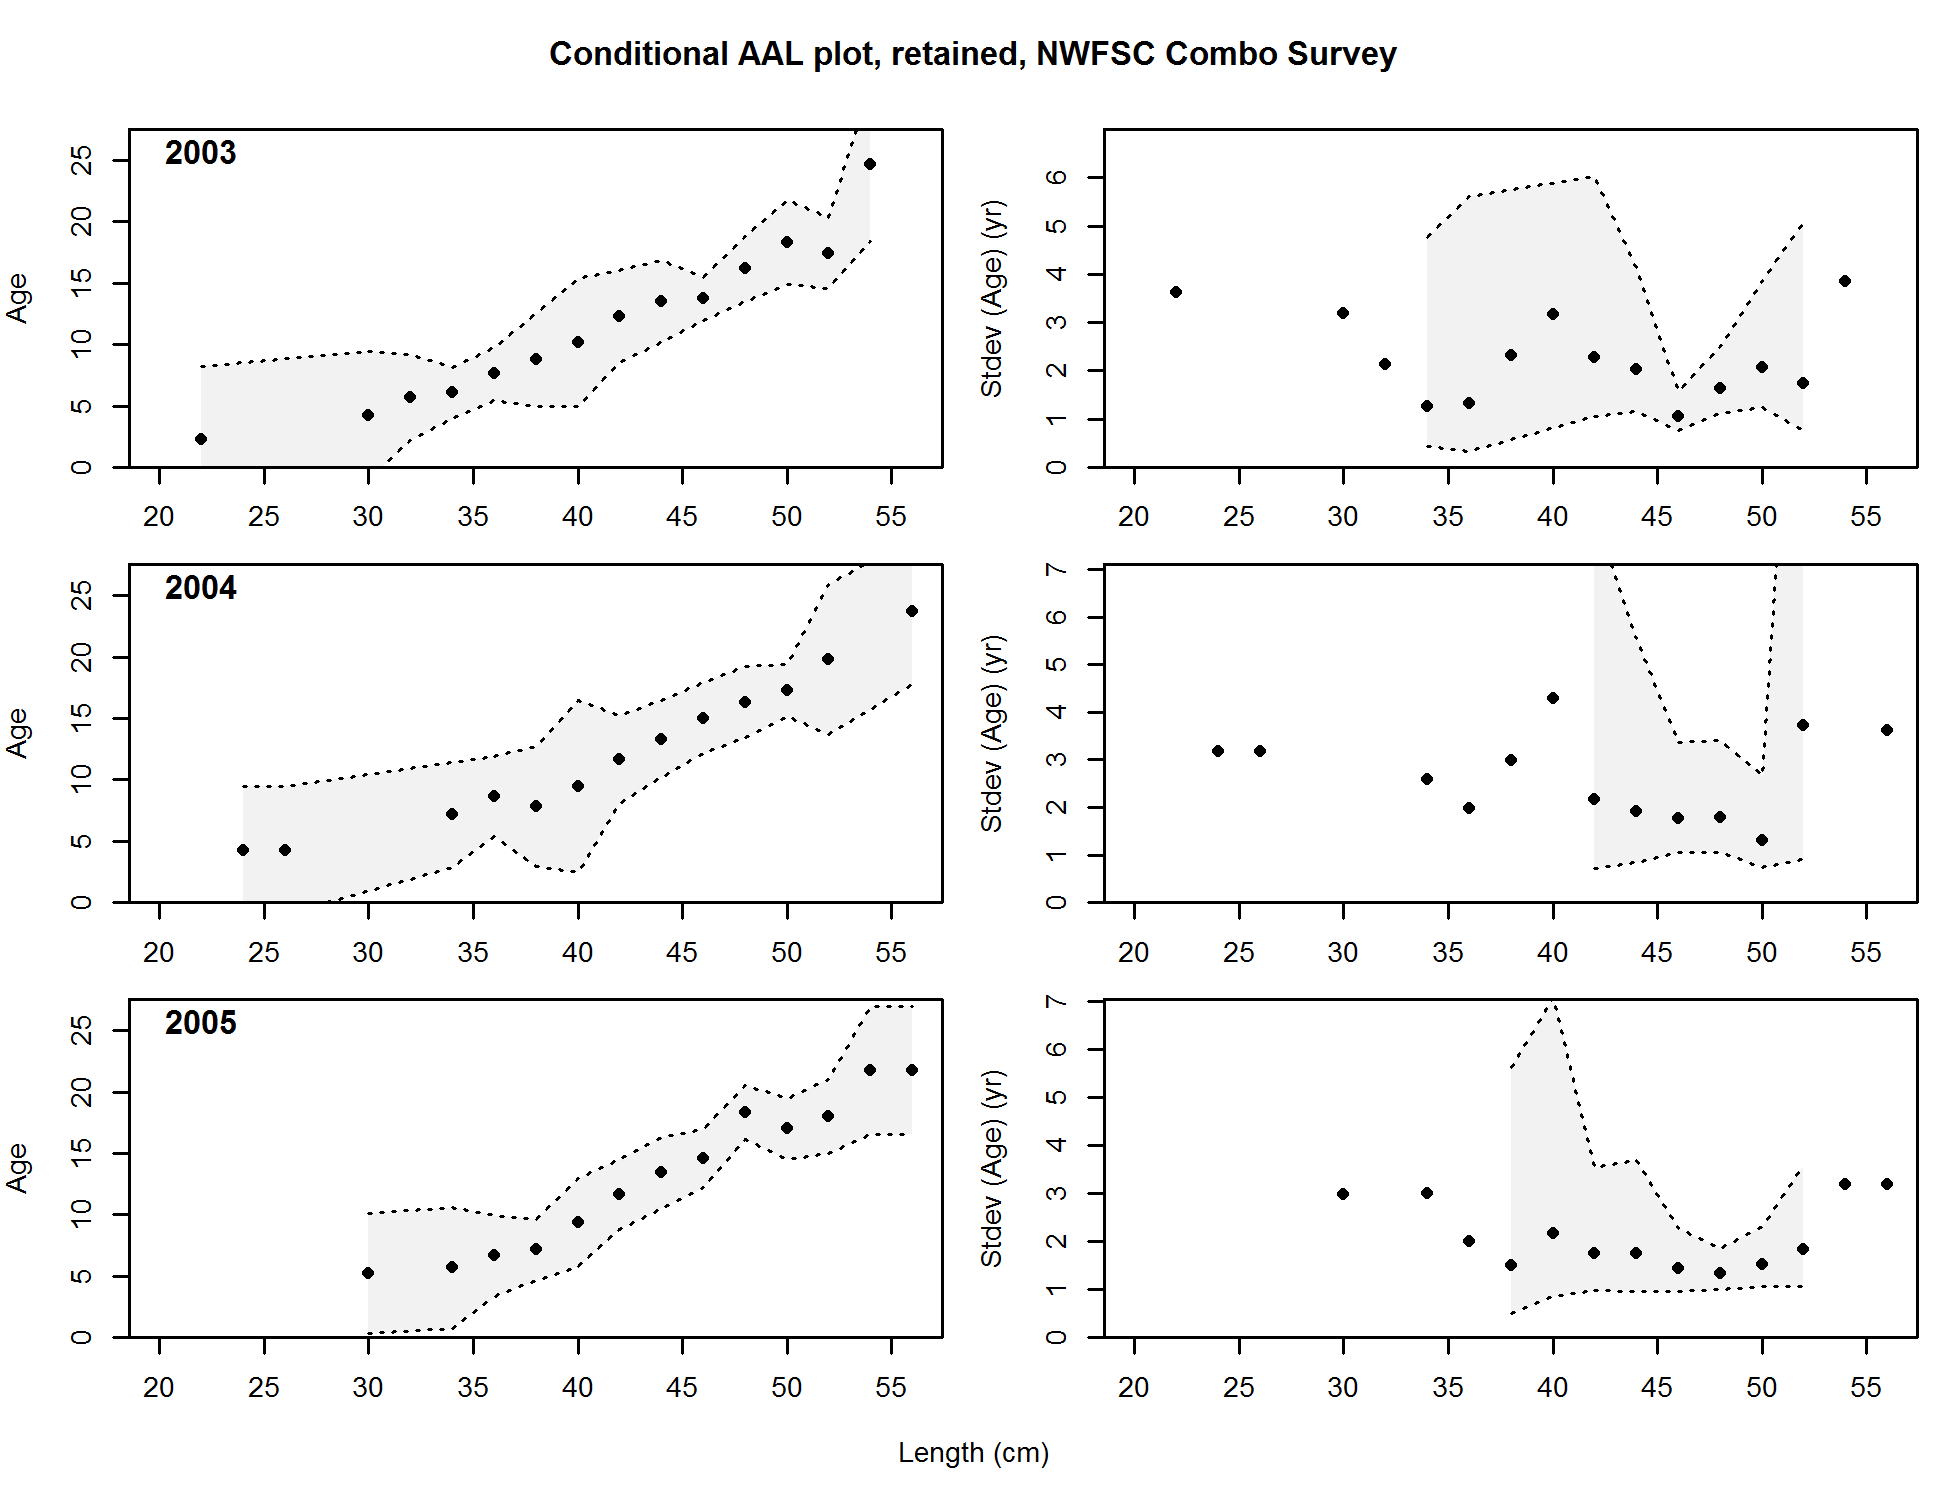 Conditional AAL plot, retained, NWFSC Combo Survey
2003
Age
0 5 10 15 20 25
20 25 30 35 40 45 50 55
Stdev (Age) (yr)
0 1 2 3 4 5 6
20 25 30 35 40 45 50 55
2004
Age
0 5 10 15 20 25
20 25 30 35 40 45 50 55
Stdev (Age) (yr)
0 1 2 3 4 5 6 7
20 25 30 35 40 45 50 55
2005
Age
0 5 10 15 20 25
20 25 30 35 40 45 50 55
Stdev (Age) (yr)
0 1 2 3 4 5 6 7
20 25 30 35 40 45 50 55
Length (cm)